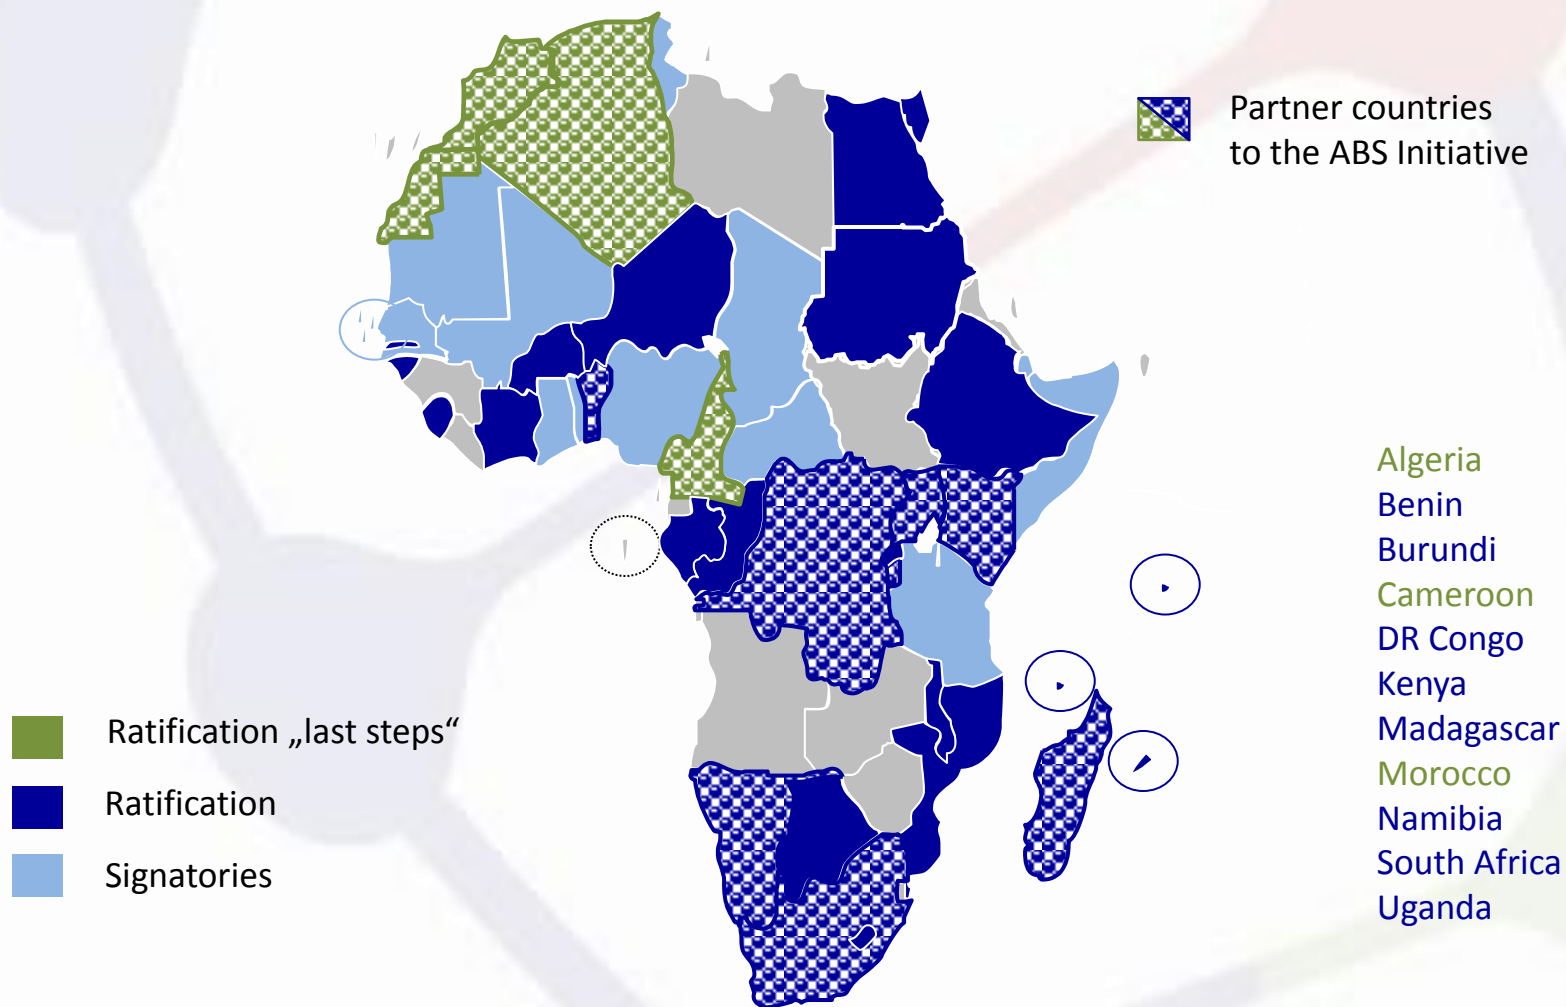 Partner countries
to the ABS Initiative
Algeria
Benin
Burundi
Cameroon
DR Congo
Kenya
Madagascar
Morocco
Namibia
South Africa
Uganda
Ratification „last steps“
Ratification
Signatories